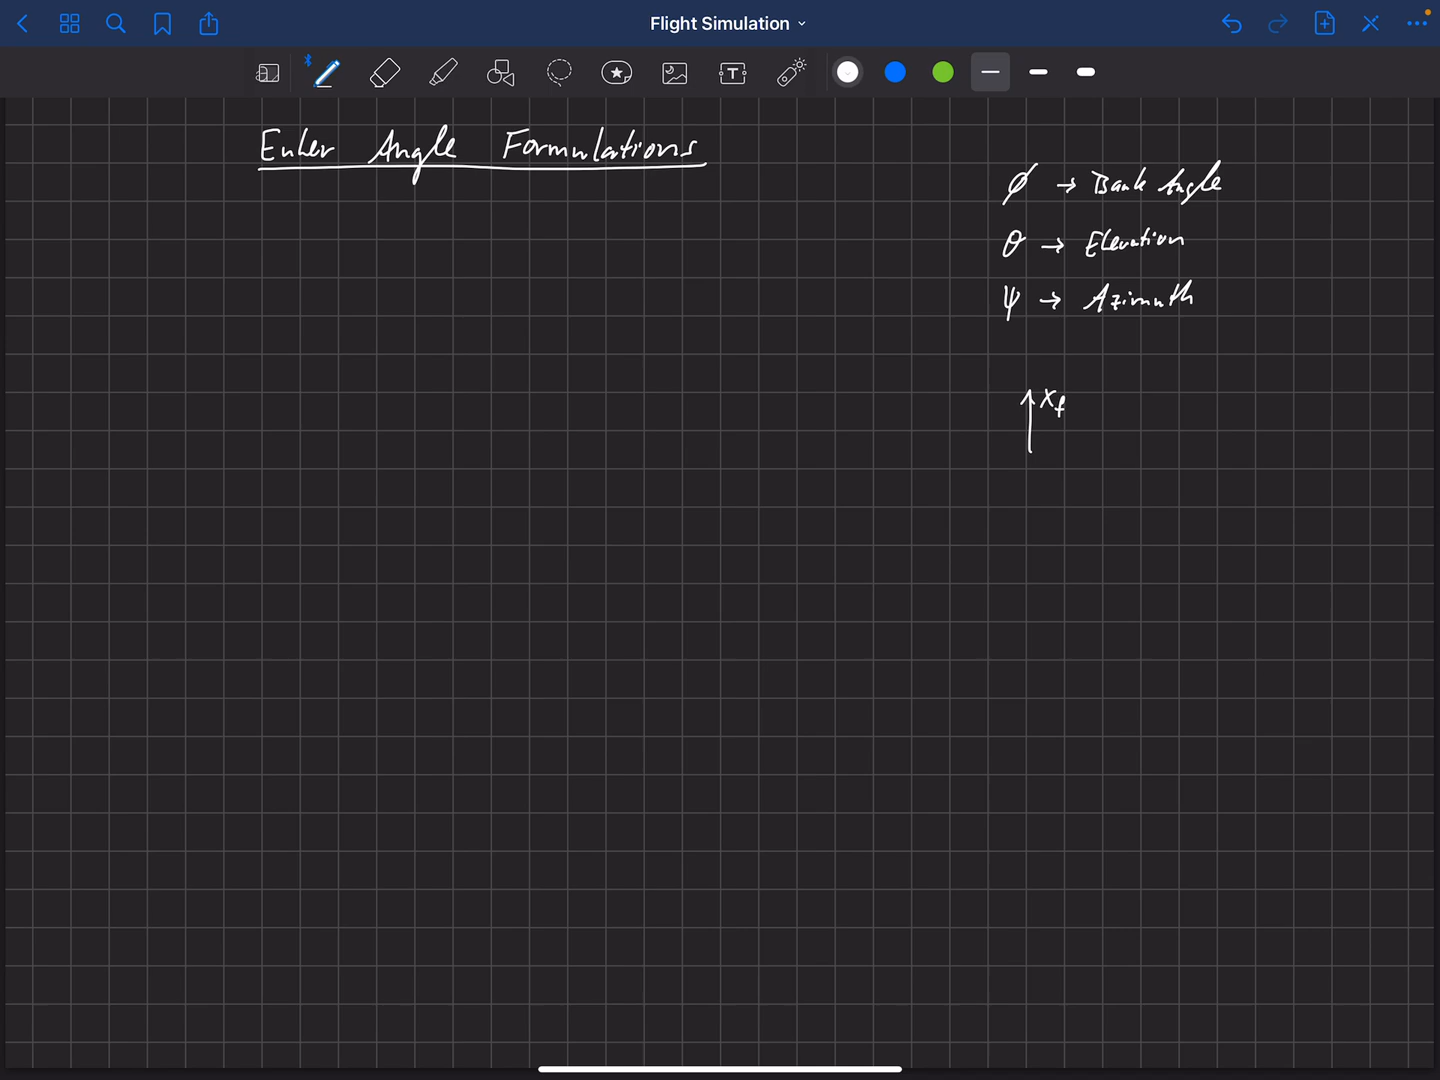 Flight Simulation
T
Euler Angle Formulations
ϕ → Bank Angle
θ → Elevation
ψ → Azimuth
x_f